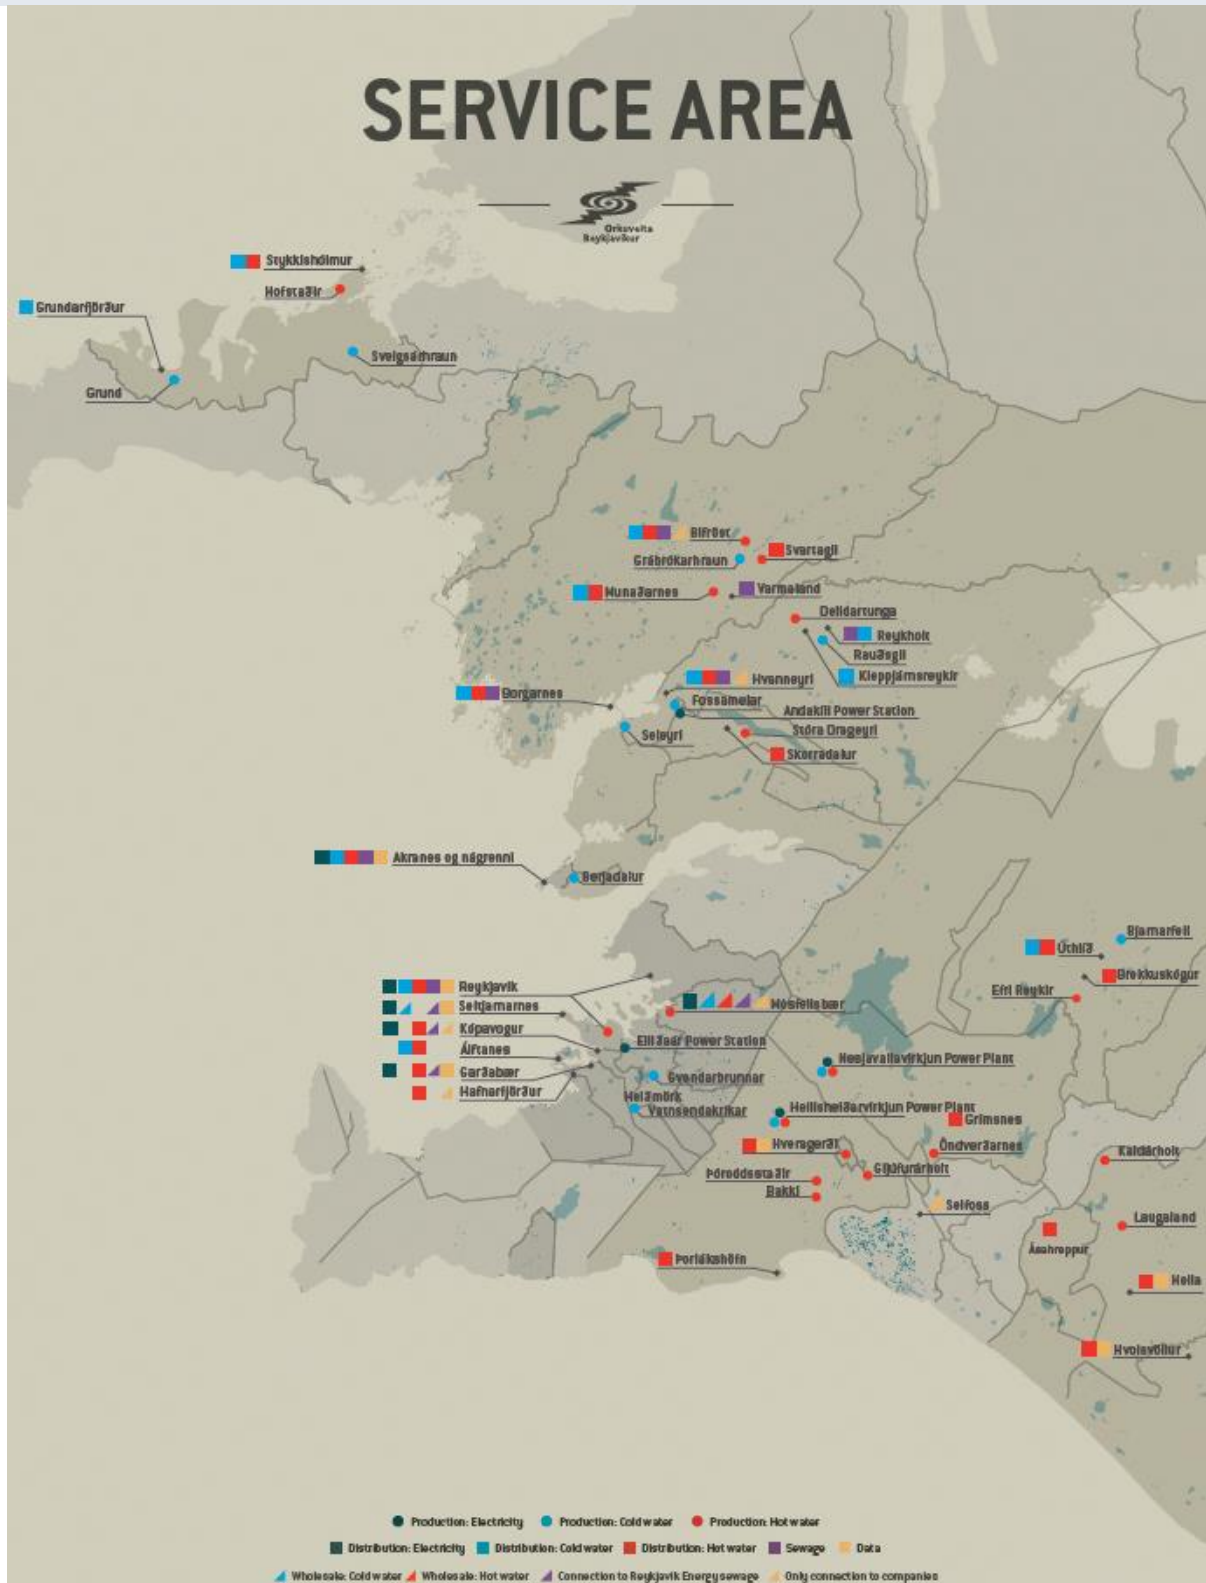 SERVICE AREA
Orkuveita
Reykjavíkur
Stykkishólmur
Hofstaðir
Grundarfjörður
Svelgsárhraun
Grund
Bifröst
Svartagil
Grábrókarhraun
Munaðarnes
Varmaland
Deildartunga
Reykholt
Rauðsgil
Kleppjárnsreykir
Hvanneyri
Borgarnes
Fossamelar
Andakíll Power Station
Seleyri
Stóra Drageyri
Skorradalur
Akranes og nágrenni
Berjadalur
Bjarnarfell
Úthlíð
Brekkuskógur
Efri Reykir
Reykjavík
Seltjarnarnes
Mosfellsbær
Kópavogur
Elliðaár Power Station
Álftanes
Nesjavallavirkjun Power Plant
Garðabær
Gvendarbrunnar
Hafnarfjörður
Heiðmörk
Vatnsendakrikar
Hellisheiðarvirkjun Power Plant
Grímsnes
Hveragerði
Öndverðarnes
Kaldárholt
Þóroddsstaðir
Gljúfurárholt
Bakki
Selfoss
Laugaland
Ásahreppur
Þorlákshöfn
Hella
Hvolsvöllur
Production: Electricity Production: Cold water Production: Hot water
Distribution: Electricity Distribution: Cold water Distribution: Hot water Sewage Data
Wholesale: Cold water Wholesale: Hot water Connection to Reykjavik Energy sewage Only connection to companies